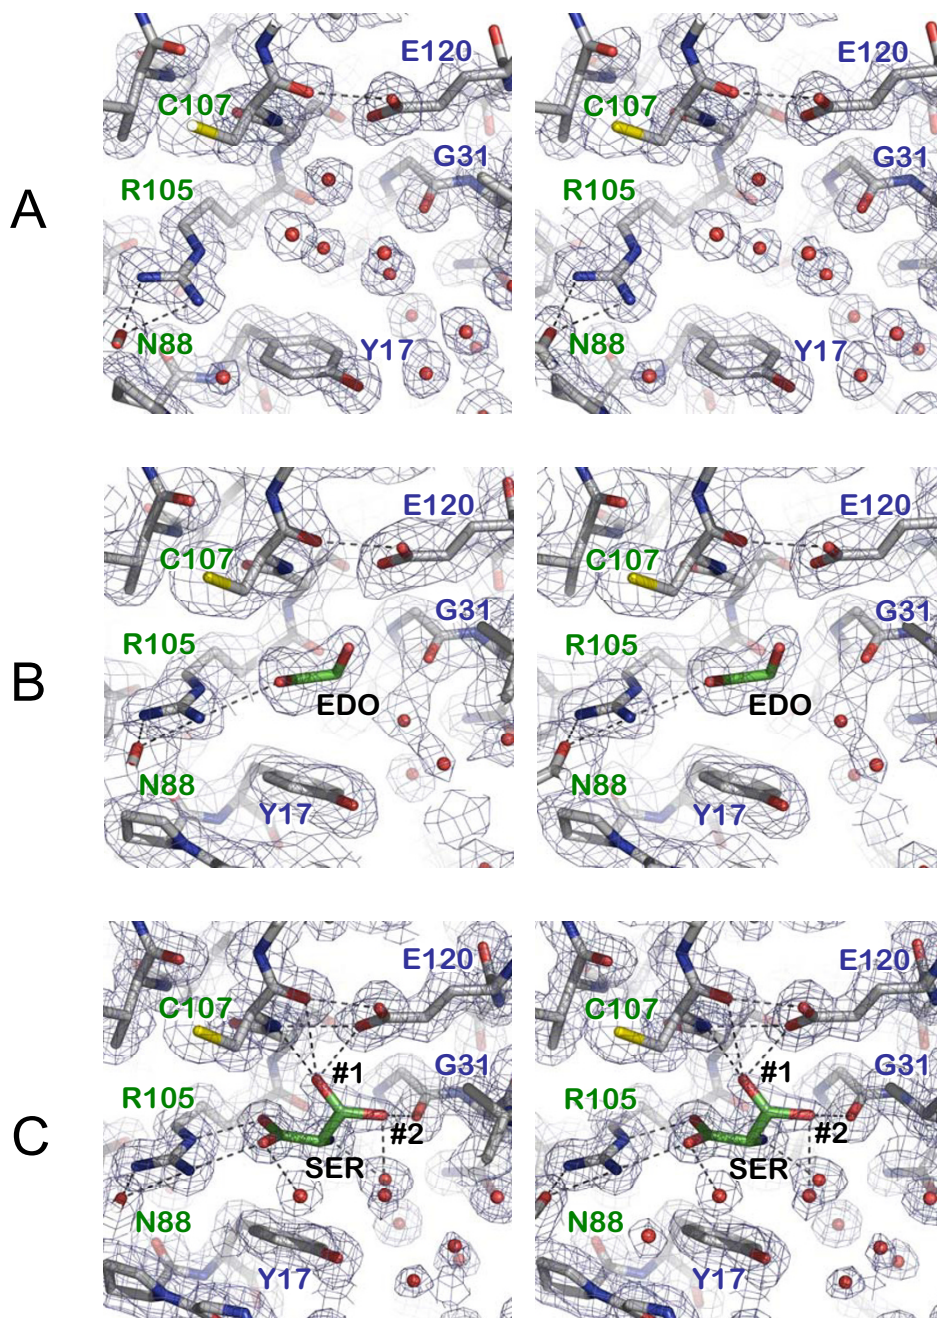 A
E120 E120
C107 C107
G31 G31
R105 R105
N88 Y17 N88 Y17
B
E120 E120
C107 C107
G31 G31
R105 R105
EDO EDO
N88 N88
Y17 Y17
C
E120 E120
C107 C107
#1 G31 #1 G31
R105 R105
#2 #2
SER SER
N88 N88
Y17 Y17